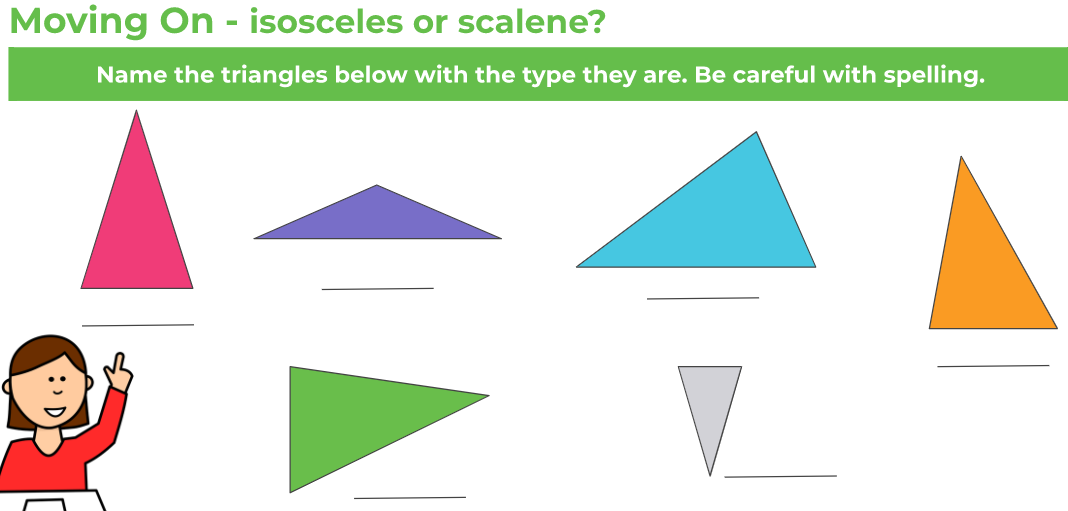 Moving On - isosceles or scalene?
Name the triangles below with the type they are. Be careful with spelling.